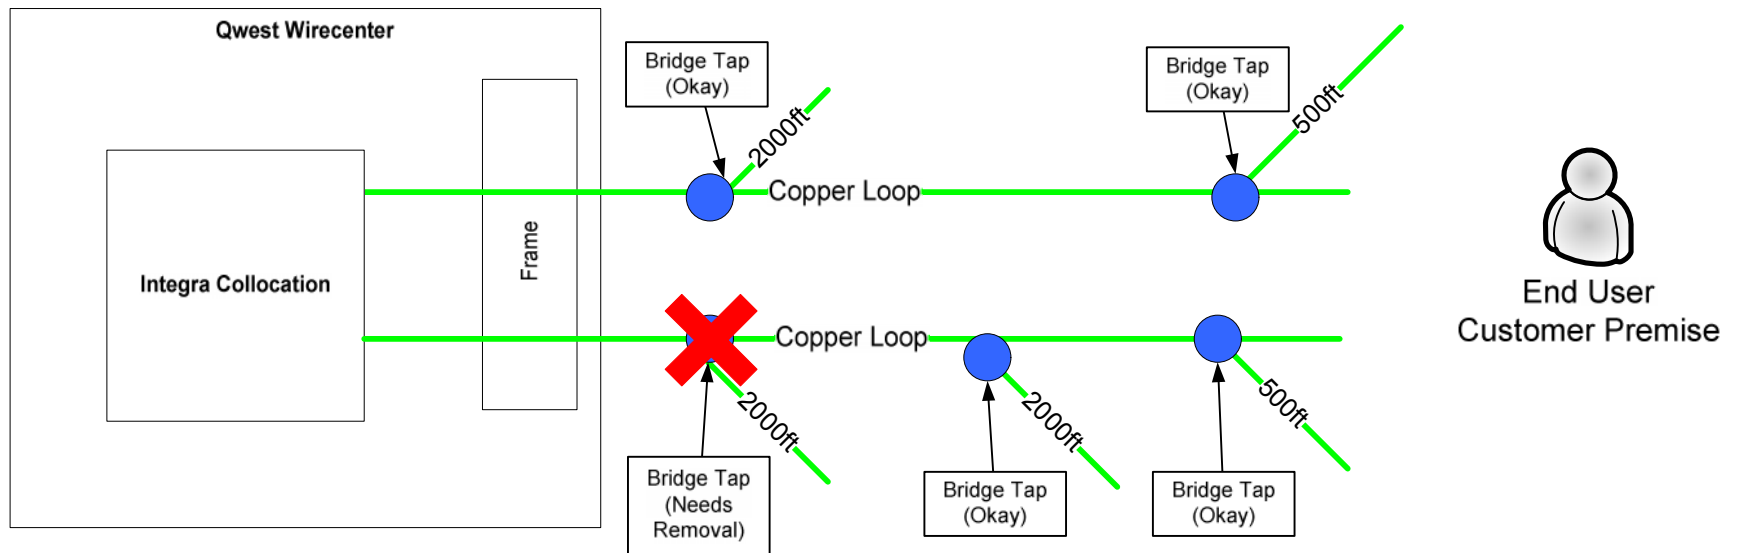 Qwest Wirecenter
Bridge Tap
(Okay)
2000ft
Bridge Tap
(Okay)
500ft
Copper Loop
Integra Collocation
Frame
End User
Customer Premise
Copper Loop
2000ft
2000ft
500ft
Bridge Tap
(Needs
Removal)
Bridge Tap
(Okay)
Bridge Tap
(Okay)